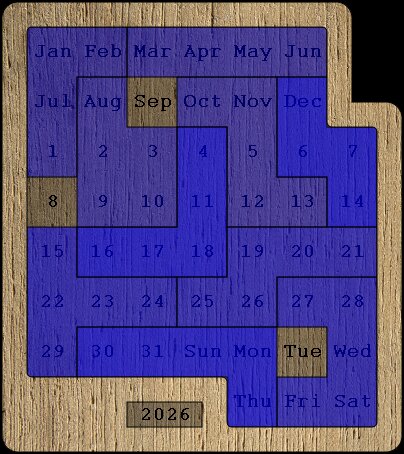 Jan Feb Mar Apr May Jun
Jul Aug Sep Oct Nov Dec
1 2 3 4 5 6 7
8 9 10 11 12 13 14
15 16 17 18 19 20 21
22 23 24 25 26 27 28
29 30 31 Sun Mon Tue Wed
Thu Fri Sat
2026